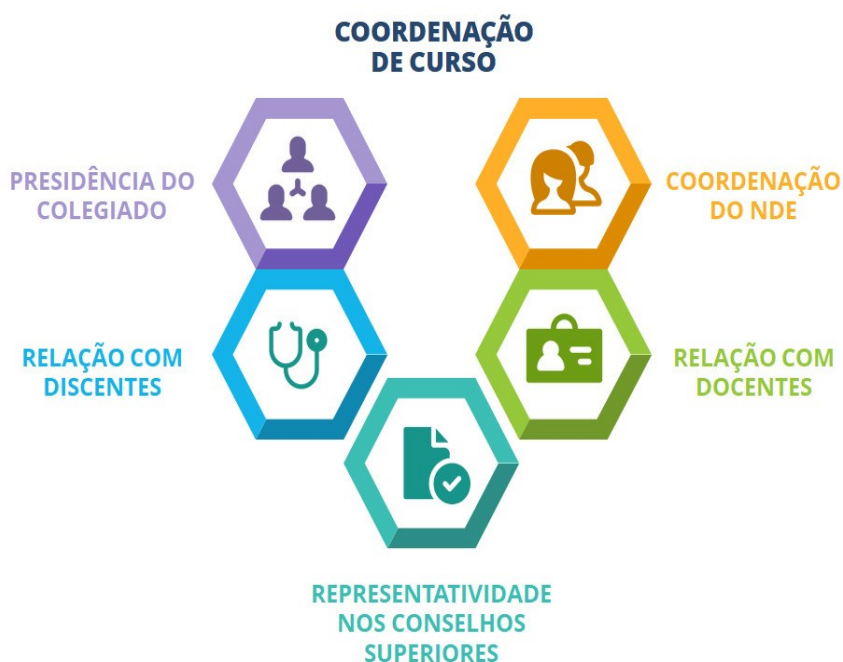 COORDENAÇÃO
DE CURSO
PRESIDÊNCIA DO
COLEGIADO
COORDENAÇÃO
DO NDE
RELAÇÃO COM
DISCENTES
RELAÇÃO COM
DOCENTES
REPRESENTATIVIDADE
NOS CONSELHOS
SUPERIORES